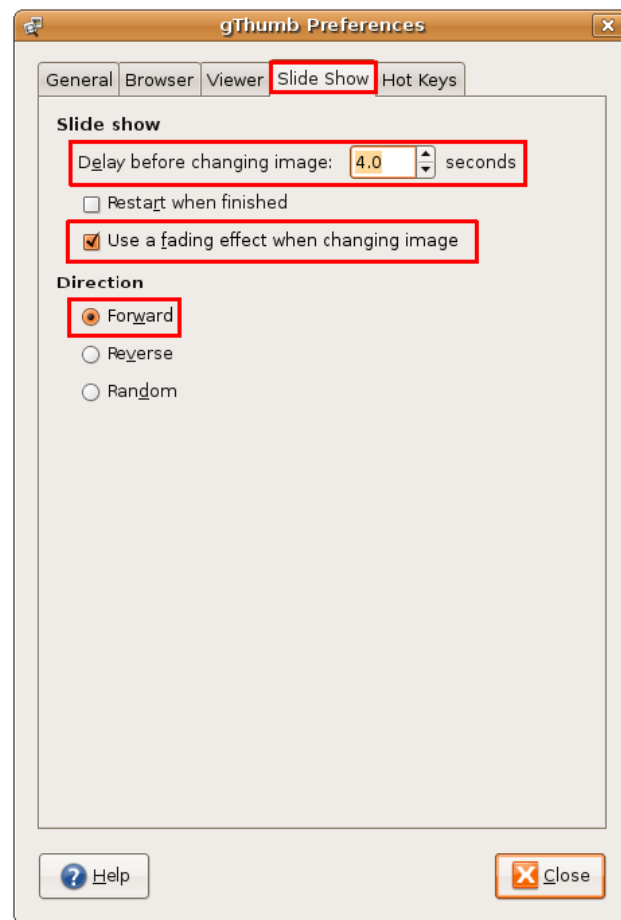 gThumb Preferences
General Browser Viewer Slide Show Hot Keys
Slide show
Delay before changing image: 4.0 seconds
Restart when finished
Use a fading effect when changing image
Direction
Forward
Reverse
Random
Help Close